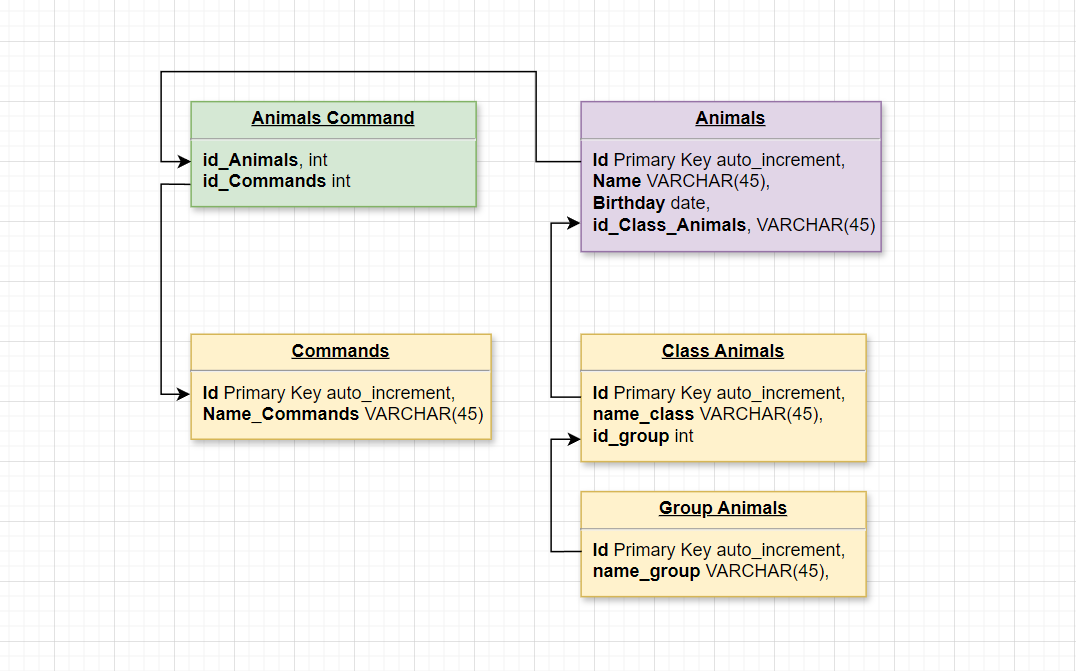 Animals Command
id_Animals, int
id_Commands int
Animals
Id Primary Key auto_increment,
Name VARCHAR(45),
Birthday date,
id_Class_Animals, VARCHAR(45)
Commands
Id Primary Key auto_increment,
Name_Commands VARCHAR(45)
Class Animals
Id Primary Key auto_increment,
name_class VARCHAR(45),
id_group int
Group Animals
Id Primary Key auto_increment,
name_group VARCHAR(45),